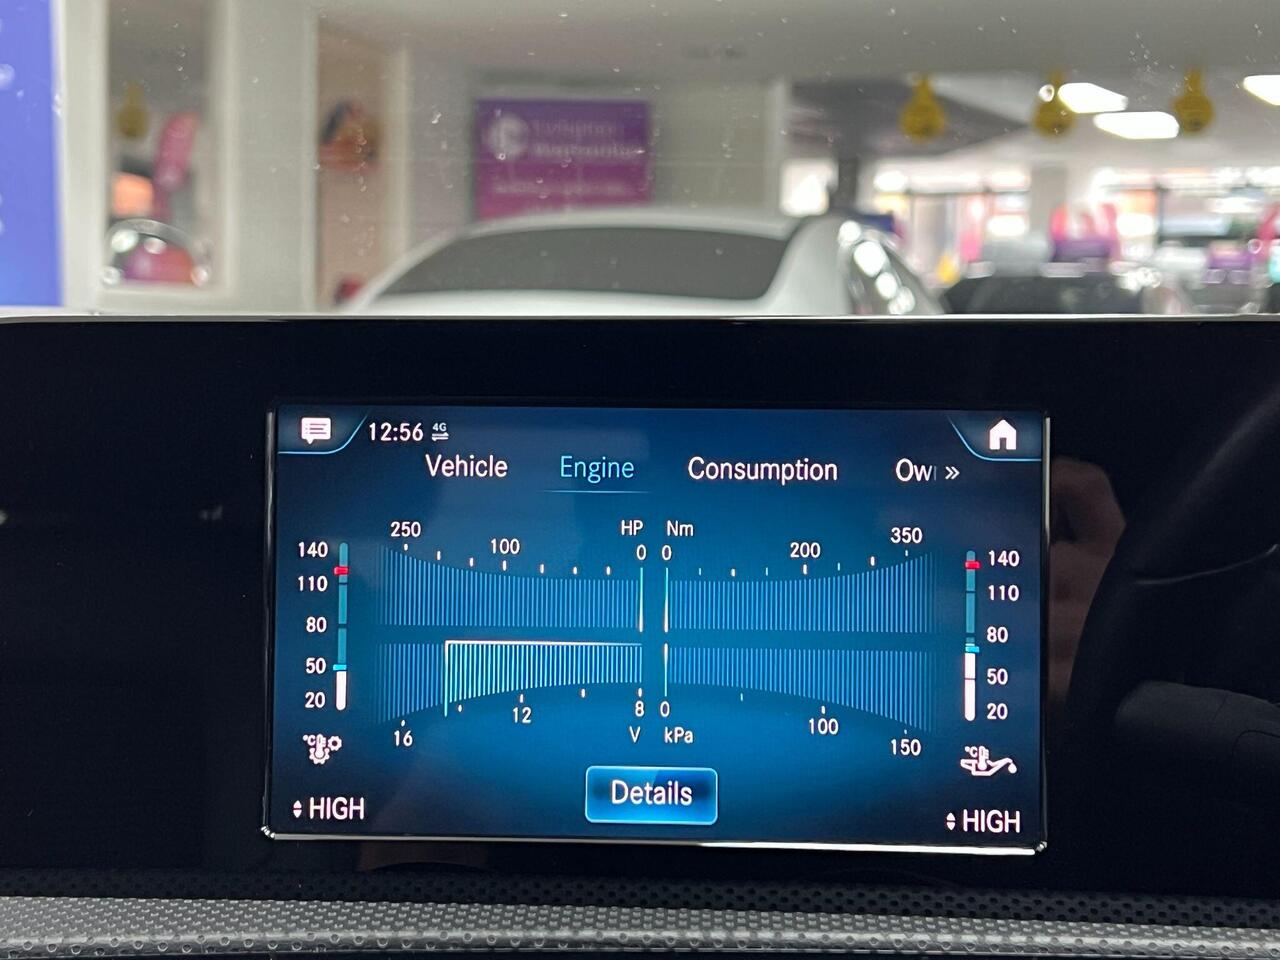 12:56 4G
Vehicle Engine Consumption Ow »
250 100 HP Nm 200 350
0 0
140 110 80 50 20
140 110 80 50 20
16 12 8 0 100 150
V kPa
°C
°C
Details
HIGH
HIGH